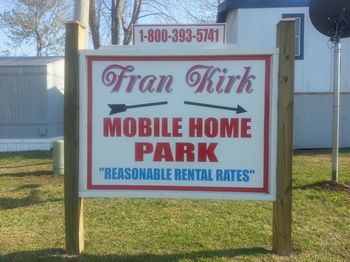 1-800-393-5741
Fran Kirk
MOBILE HOME
PARK
"REASONABLE RENTAL RATES"